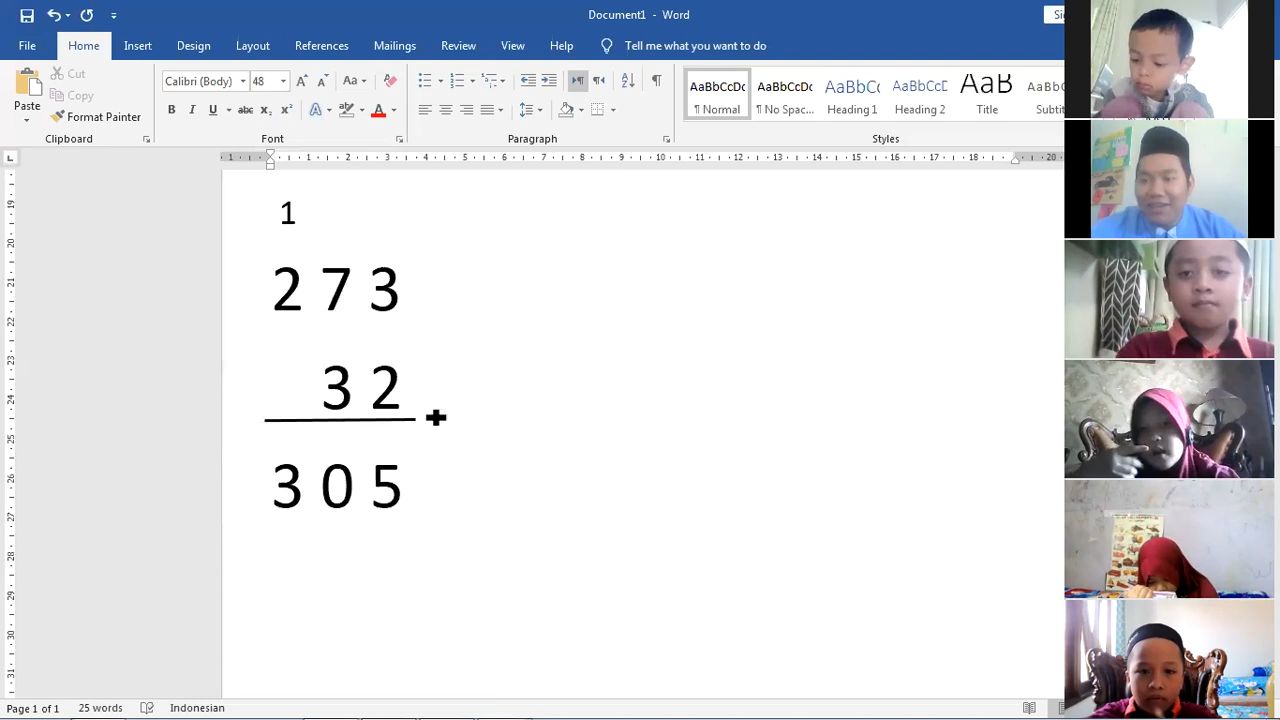 Document1 - Word
File Home Insert Design Layout References Mailings Review View Help Tell me what you want to do
Paste
Cut
Copy
Format Painter
Clipboard
Calibri (Body) 48
Font
Paragraph
AaBbCcDc AaBbCcDc AaBbCc AaBbCcD AaB
¶ Normal ¶ No Spac... Heading 1 Heading 2 Title
Styles
1
2 7 3
3 2
+
3 0 5
Page 1 of 1 25 words Indonesian